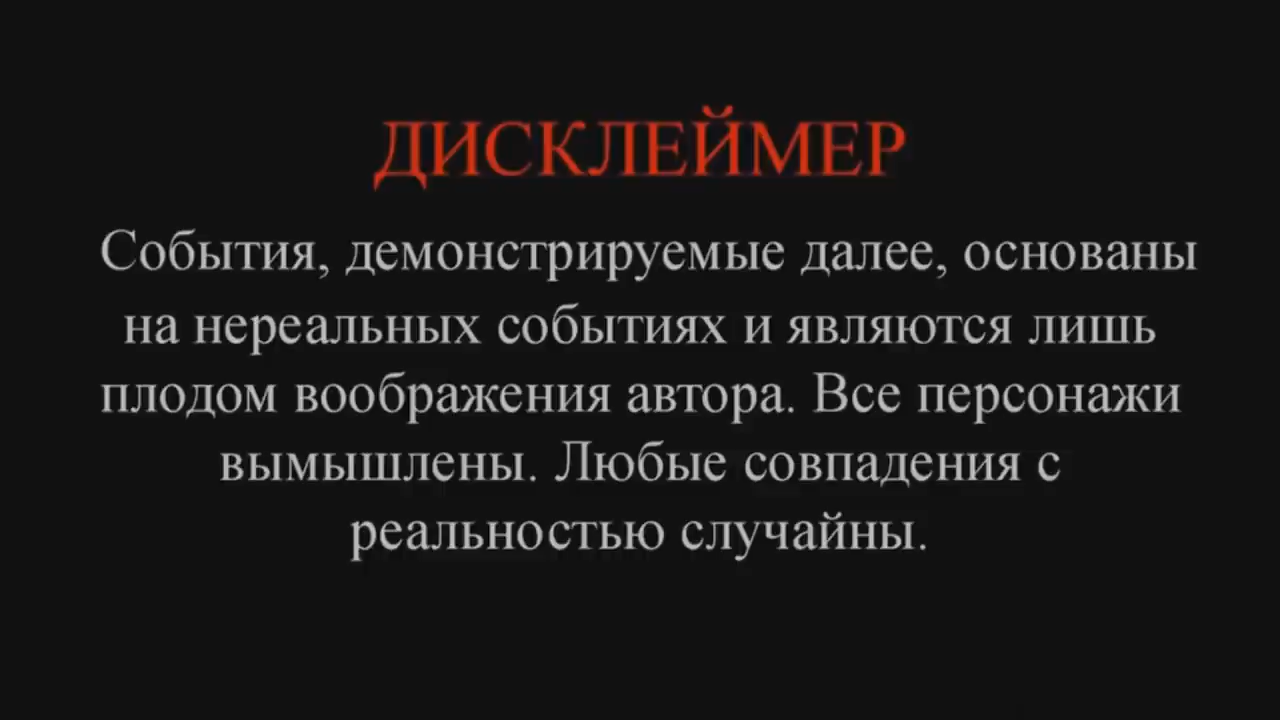 ДИСКЛЕЙМЕР
События, демонстрируемые далее, основаны
на нереальных событиях и являются лишь
плодом воображения автора. Все персонажи
вымышлены. Любые совпадения с
реальностью случайны.